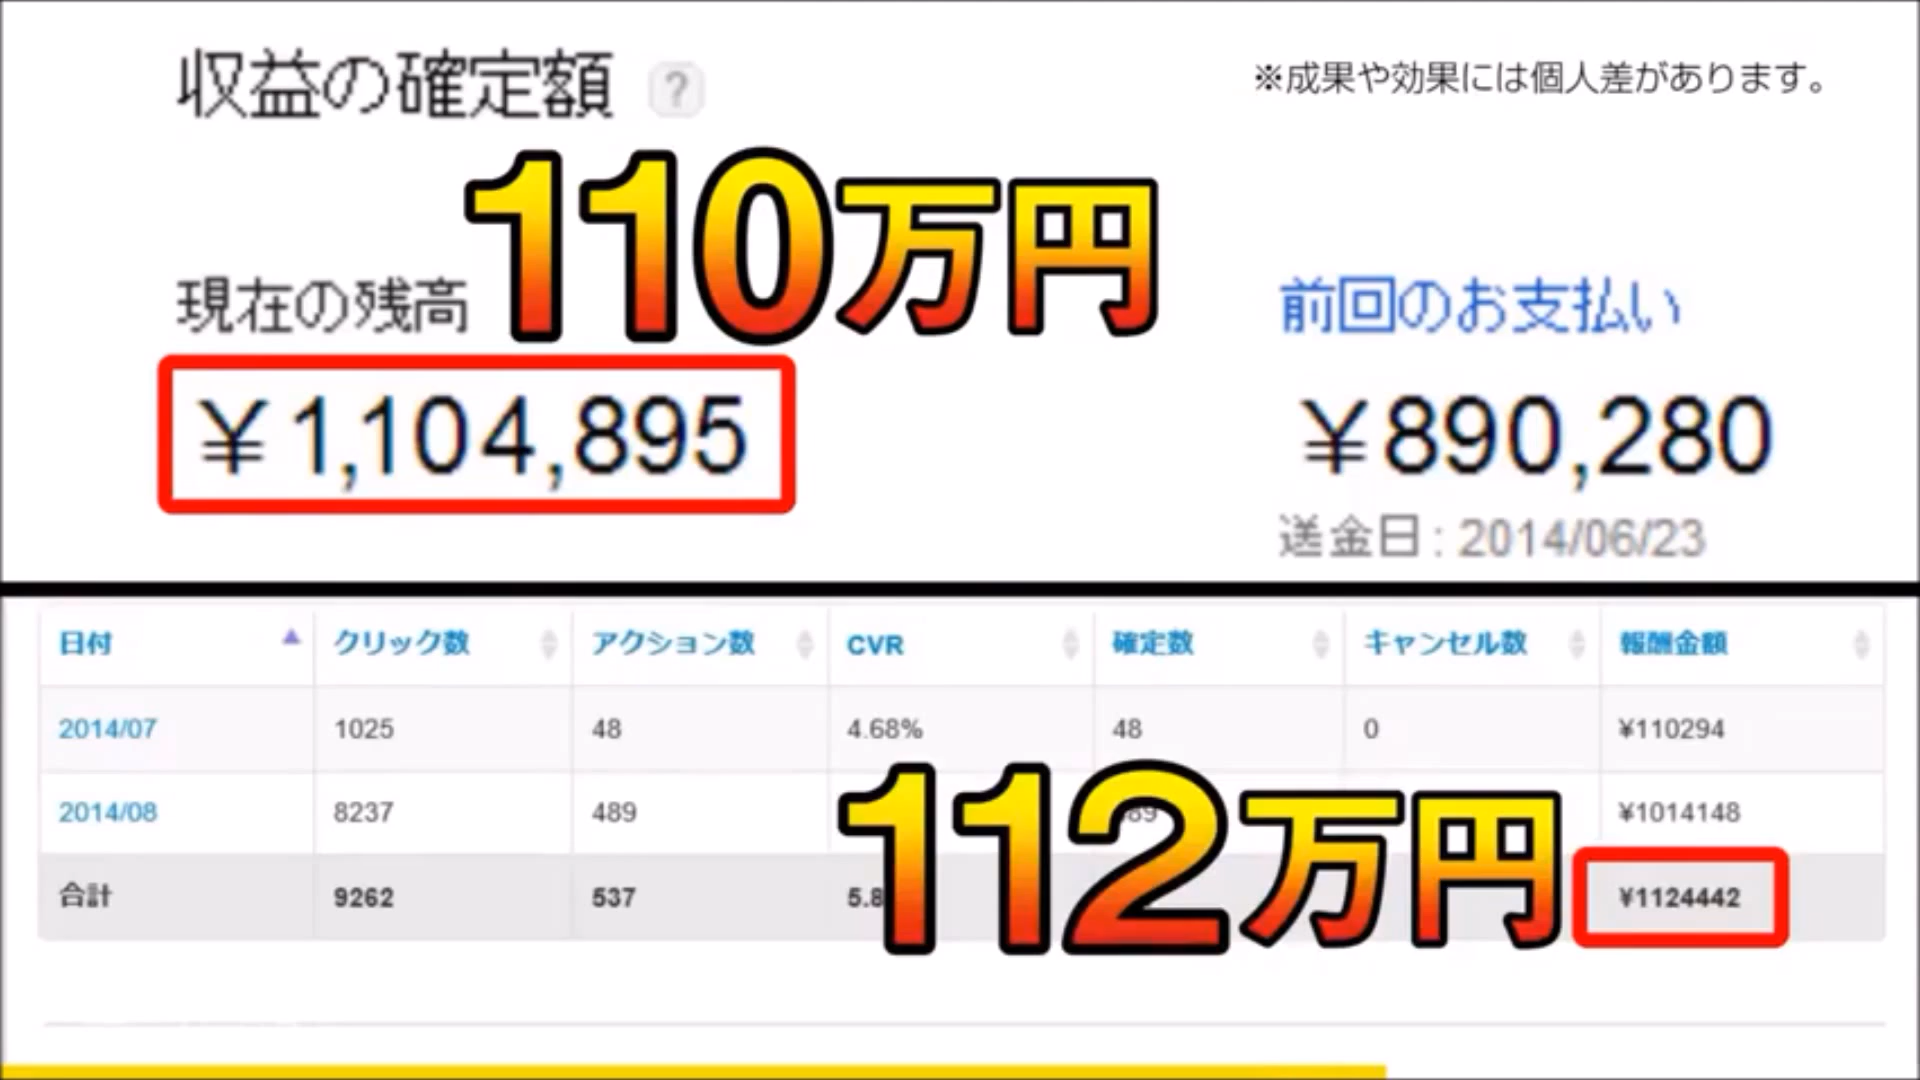 収益の確定額 ?
※成果や効果には個人差があります。
110万円
現在の残高
¥1,104,895
前回のお支払い
¥890,280
送金日: 2014/06/23
日付 クリック数 アクション数 CVR 確定数 キャンセル数 報酬金額
2014/07 1025 48 4.68% 48 0 ¥110294
2014/08 8237 489 ¥1014148
112万円
合計 9262 537 ¥1124442